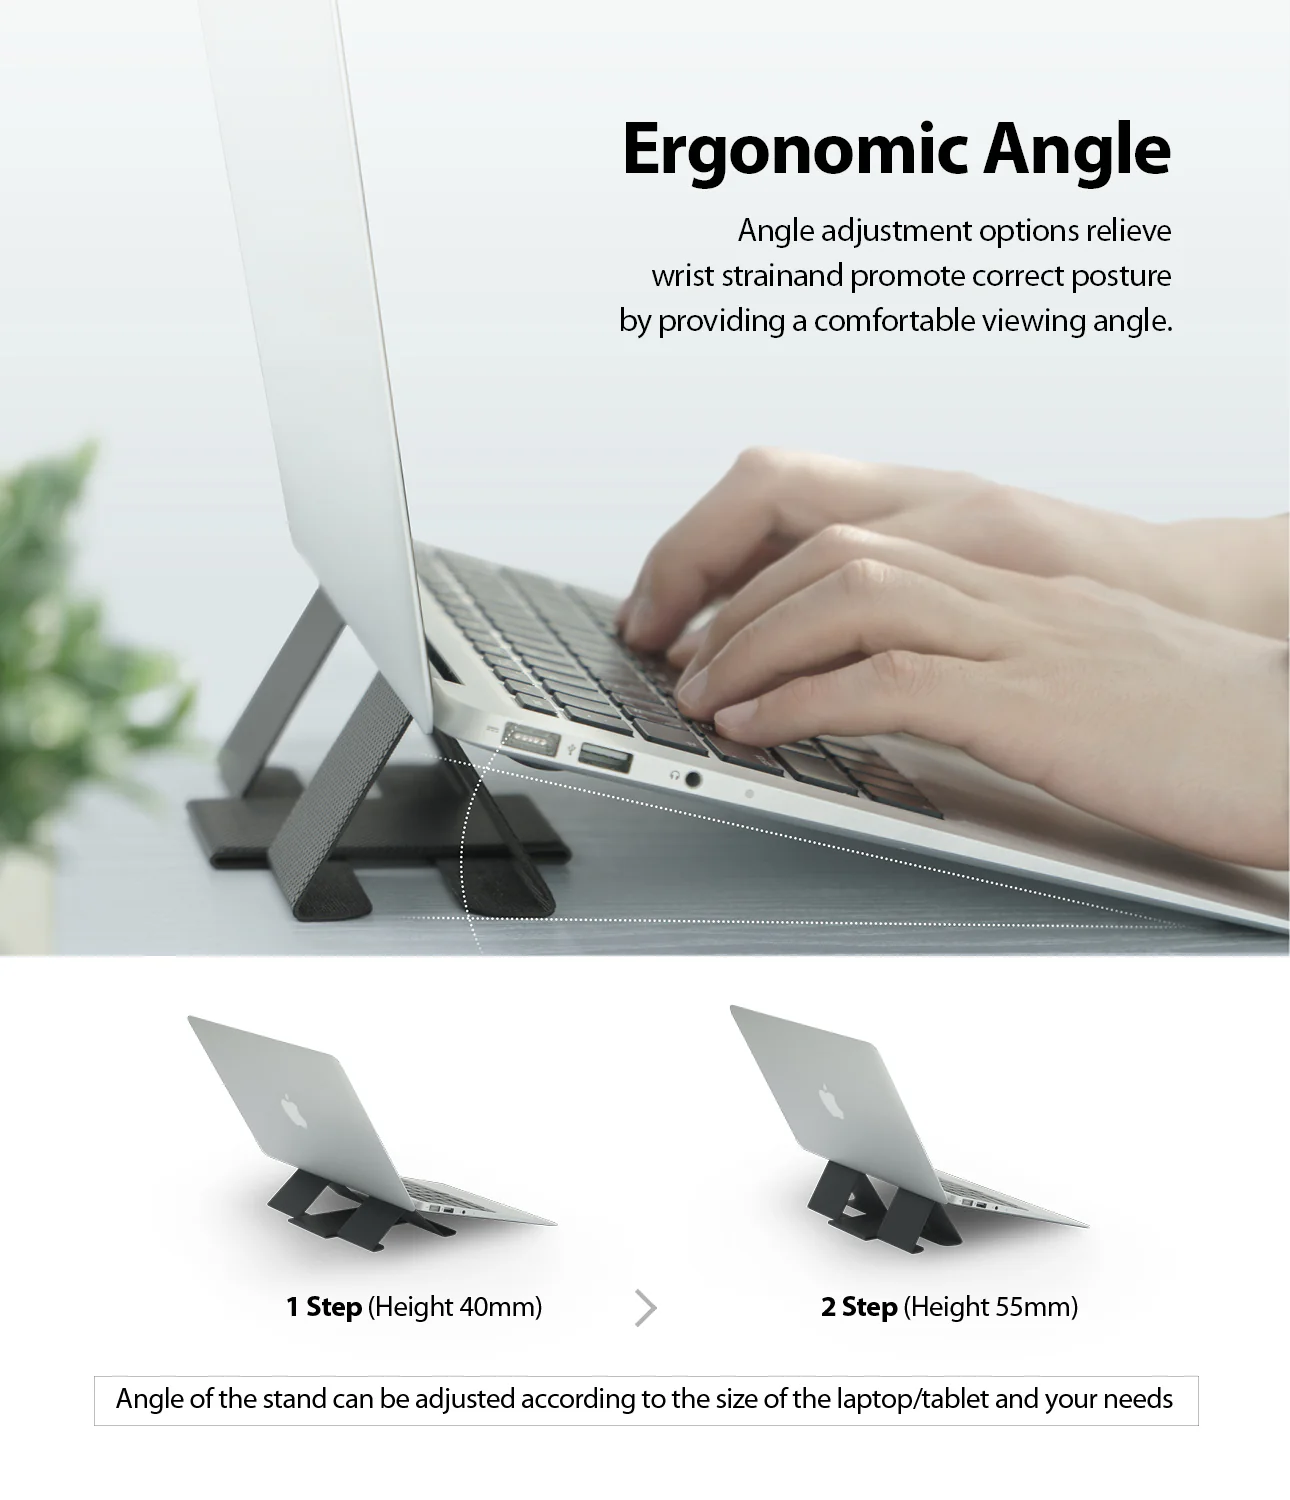 Ergonomic Angle
Angle adjustment options relieve
wrist strainand promote correct posture
by providing a comfortable viewing angle.
1 Step (Height 40mm)
2 Step (Height 55mm)
Angle of the stand can be adjusted according to the size of the laptop/tablet and your needs